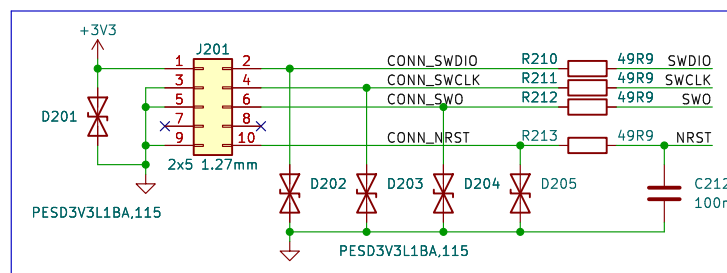 +3V3
J201
1 2 CONN_SWDIO R210 49R9 SWDIO
3 4 CONN_SWCLK R211 49R9 SWCLK
5 6 CONN_SWO R212 49R9 SWO
D201
7 8
9 10 CONN_NRST R213 49R9 NRST
2x5 1.27mm
D202 D203 D204 D205 C212
100n
PESD3V3L1BA,115
PESD3V3L1BA,115